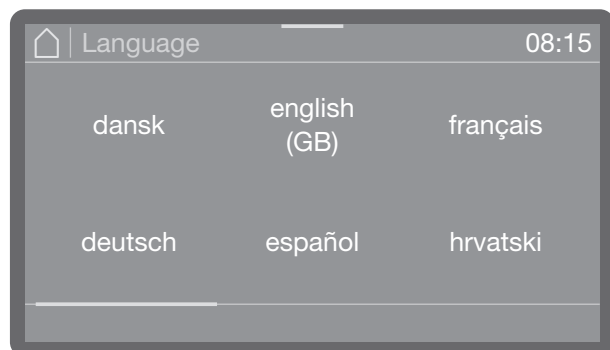 Language 08:15
dansk english (GB) français
deutsch español hrvatski